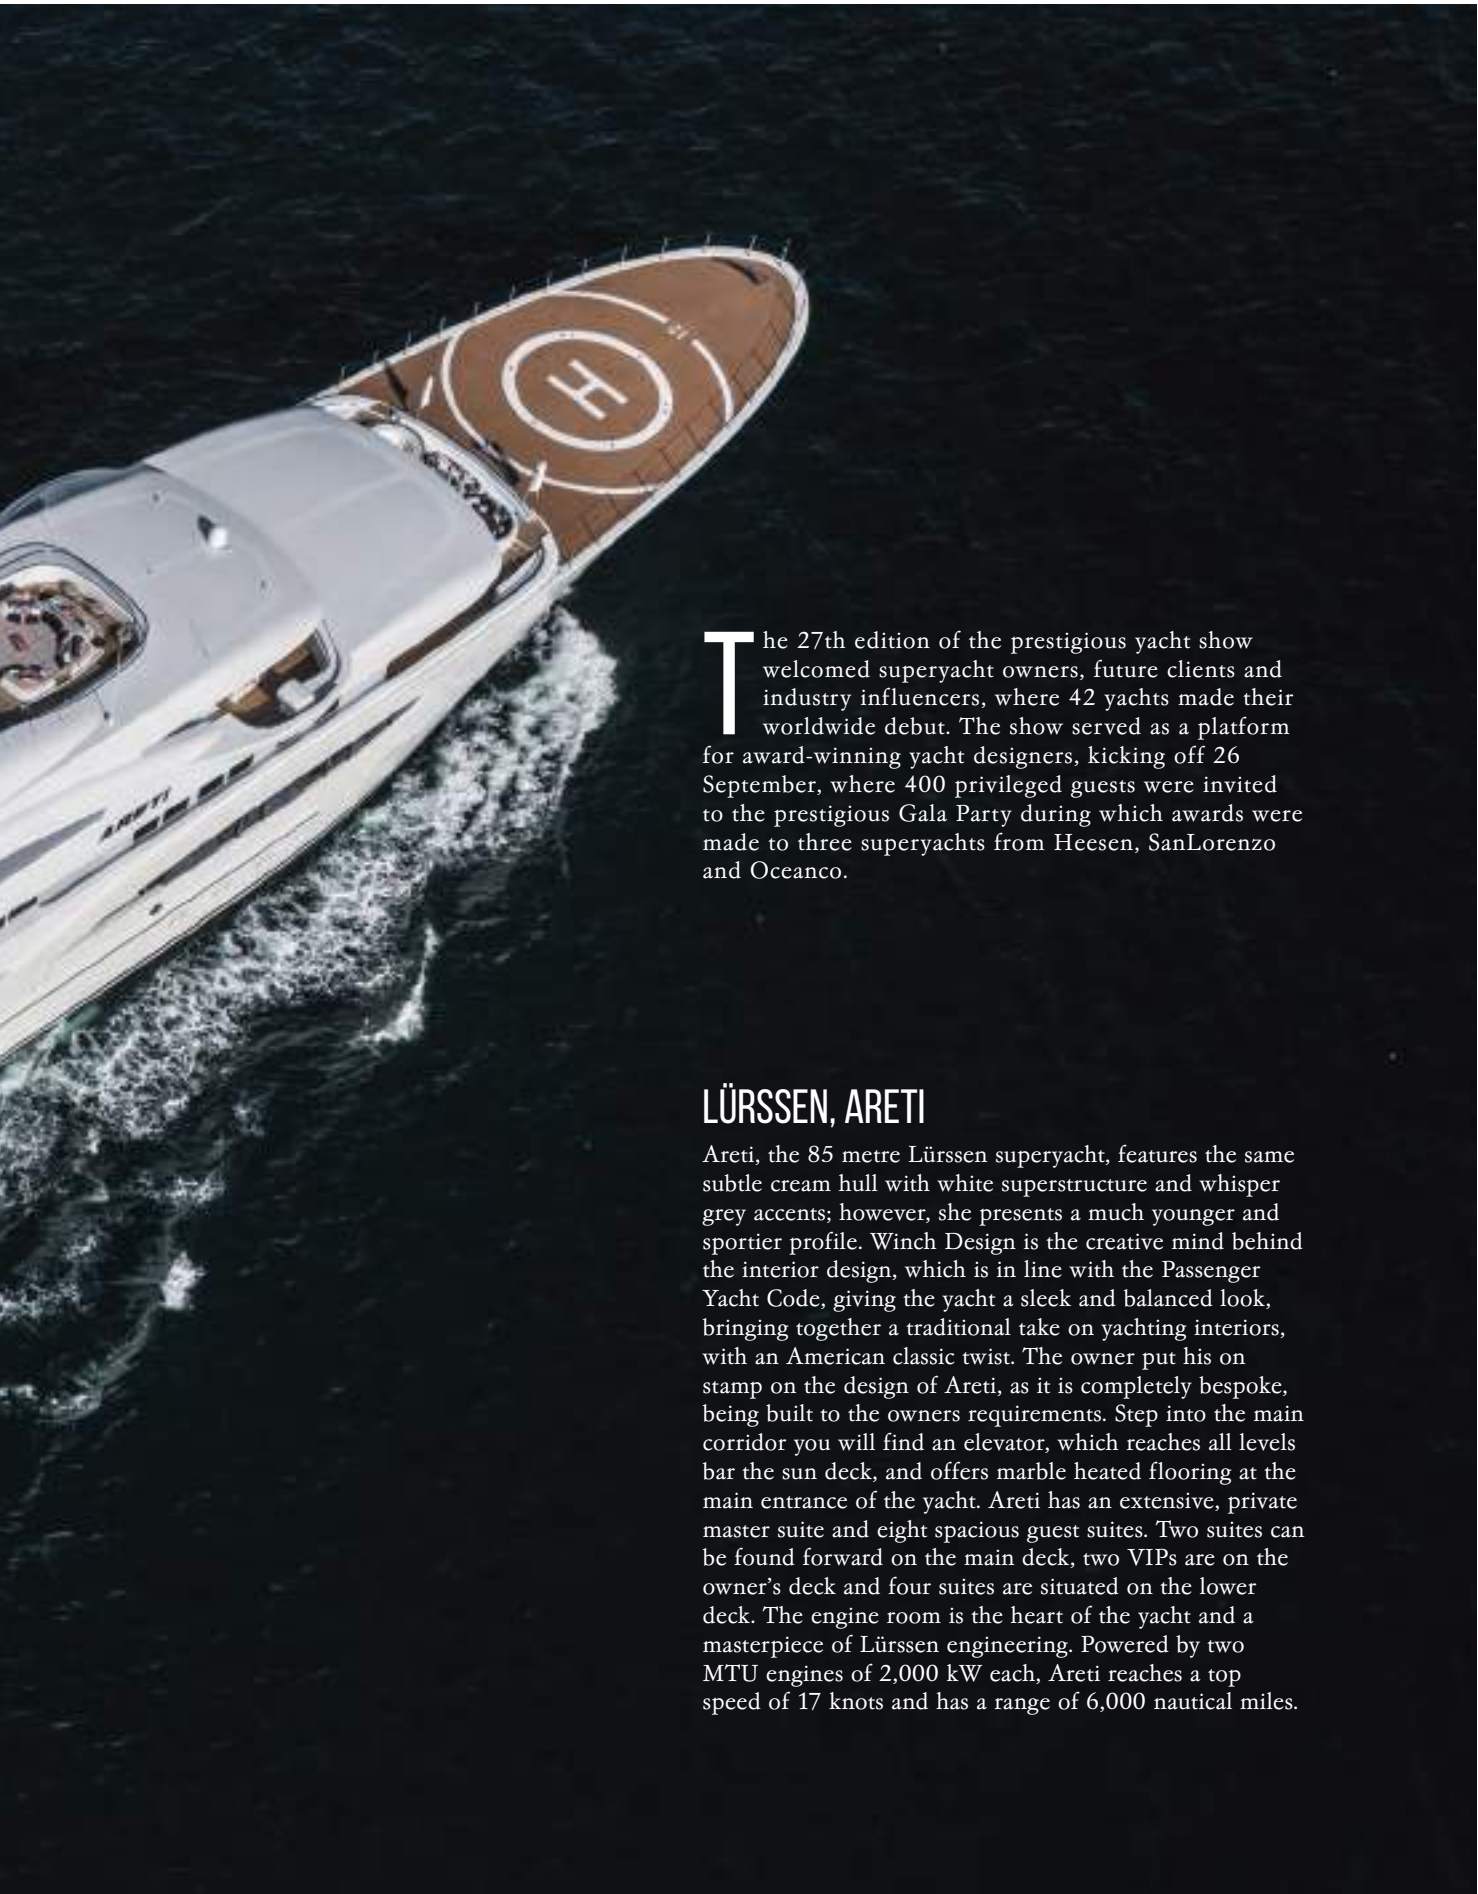 H
ARETI
The 27th edition of the prestigious yacht show
welcomed superyacht owners, future clients and
industry influencers, where 42 yachts made their
worldwide debut. The show served as a platform
for award-winning yacht designers, kicking off 26
September, where 400 privileged guests were invited
to the prestigious Gala Party during which awards were
made to three superyachts from Heesen, SanLorenzo
and Oceanco.
LÜRSSEN, ARETI
Areti, the 85 metre Lürssen superyacht, features the same
subtle cream hull with white superstructure and whisper
grey accents; however, she presents a much younger and
sportier profile. Winch Design is the creative mind behind
the interior design, which is in line with the Passenger
Yacht Code, giving the yacht a sleek and balanced look,
bringing together a traditional take on yachting interiors,
with an American classic twist. The owner put his on
stamp on the design of Areti, as it is completely bespoke,
being built to the owners requirements. Step into the main
corridor you will find an elevator, which reaches all levels
bar the sun deck, and offers marble heated flooring at the
main entrance of the yacht. Areti has an extensive, private
master suite and eight spacious guest suites. Two suites can
be found forward on the main deck, two VIPs are on the
owner’s deck and four suites are situated on the lower
deck. The engine room is the heart of the yacht and a
masterpiece of Lürssen engineering. Powered by two
MTU engines of 2,000 kW each, Areti reaches a top
speed of 17 knots and has a range of 6,000 nautical miles.